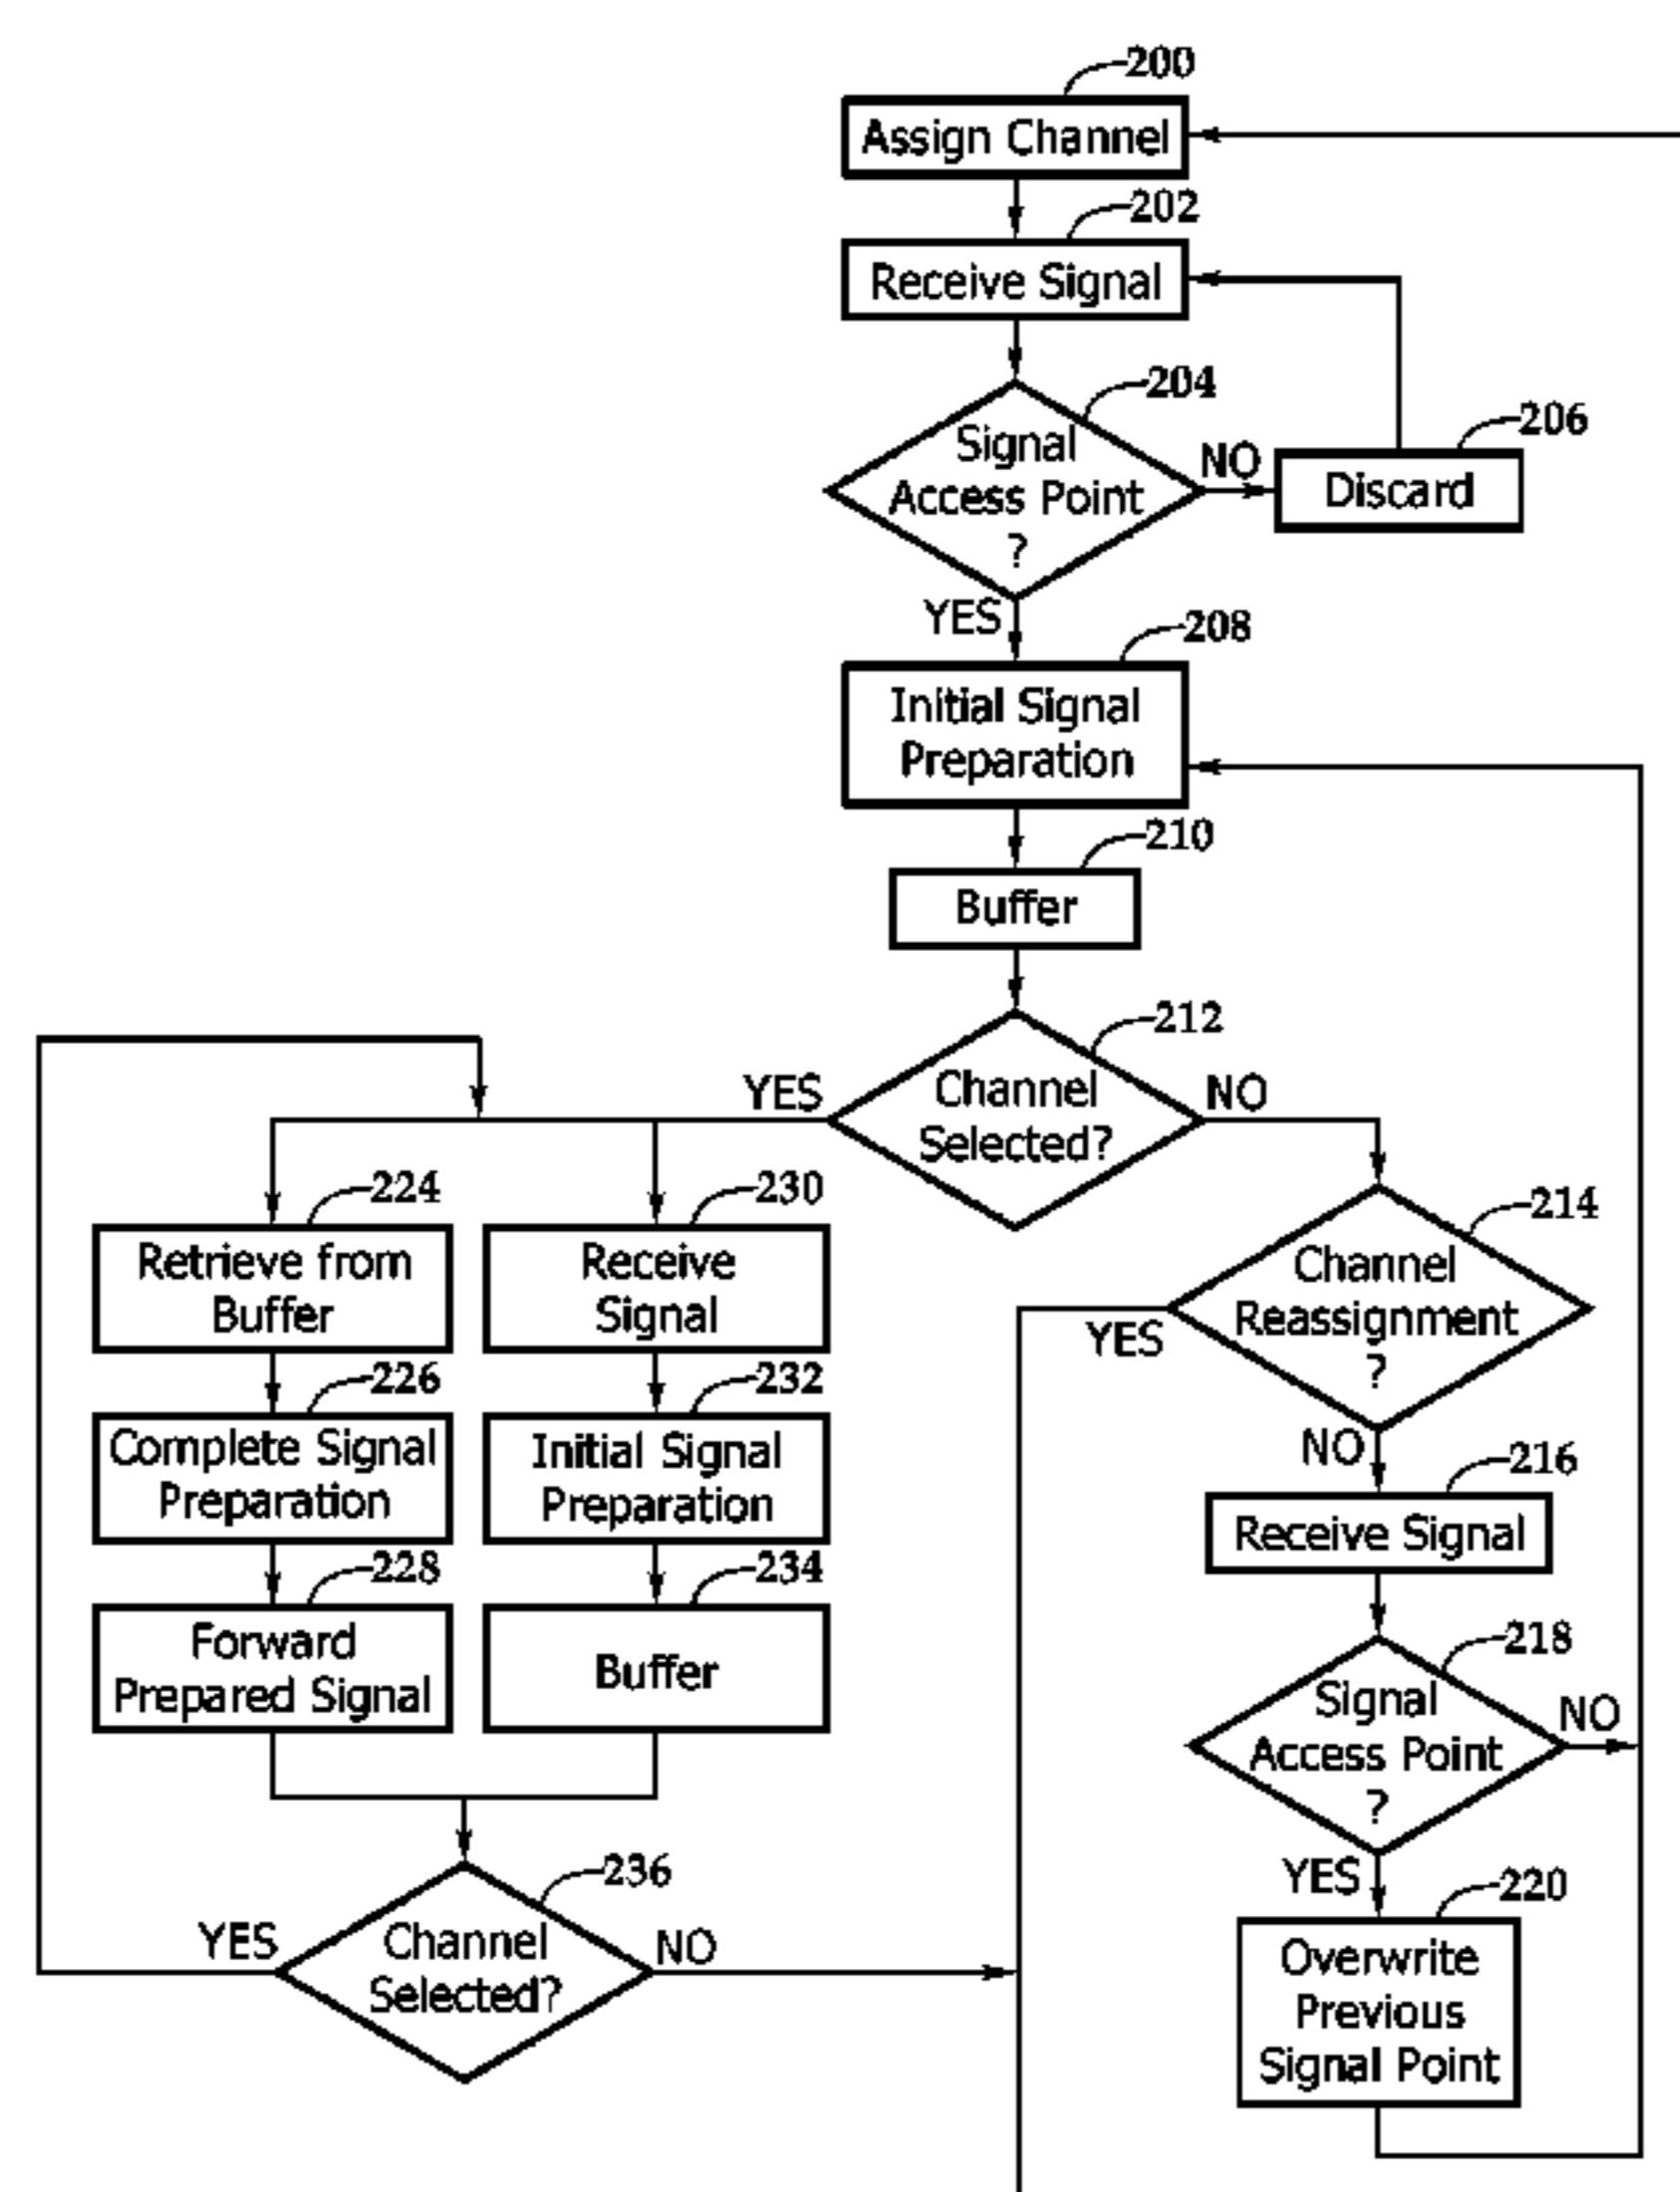 200
Assign Channel
202
Receive Signal
204
Signal
Access Point
?
NO
206
Discard
YES
208
Initial Signal
Preparation
210
Buffer
212
Channel
Selected?
YES
NO
214
Channel
Reassignment
?
YES
NO
216
Receive Signal
218
Signal
Access Point
?
NO
YES
220
Overwrite
Previous
Signal Point
224
Retrieve from
Buffer
226
Complete Signal
Preparation
228
Forward
Prepared Signal
230
Receive
Signal
232
Initial Signal
Preparation
234
Buffer
236
Channel
Selected?
YES
NO